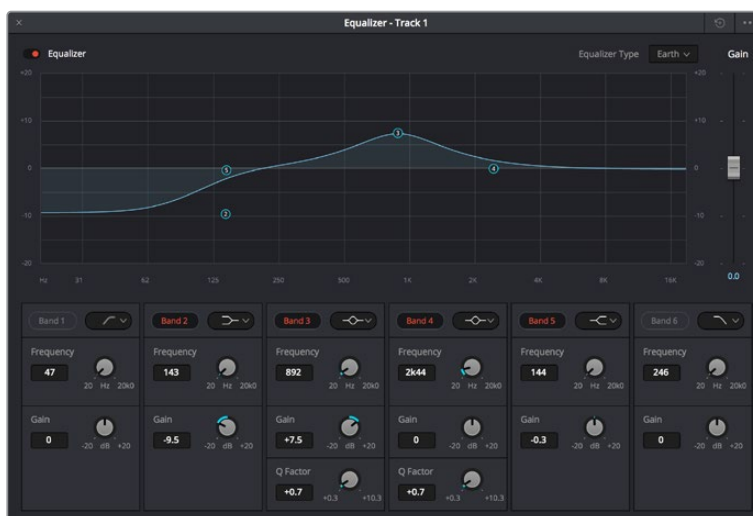 Equalizer - Track 1
Equalizer
Equalizer Type Earth Gain
+20 +20
+10 +10
0 0
-10 -10
-20 -20
3
5
4
2
Hz 31 62 125 250 500 1K 2K 4K 8K 16K
0.0
Band 1 Band 2 Band 3 Band 4 Band 5 Band 6
Frequency Frequency Frequency Frequency Frequency Frequency
47 143 892 2k44 144 246
20 Hz 20k0 20 Hz 20k0 20 Hz 20k0 20 Hz 20k0 20 Hz 20k0 20 Hz 20k0
Gain Gain Gain Gain Gain Gain
0 -9.5 +7.5 0 -0.3 0
-20 dB +20 -20 dB +20 -20 dB +20 -20 dB +20 -20 dB +20 -20 dB +20
Q Factor Q Factor
+0.7 +0.7
+0.3 +10.3 +0.3 +10.3